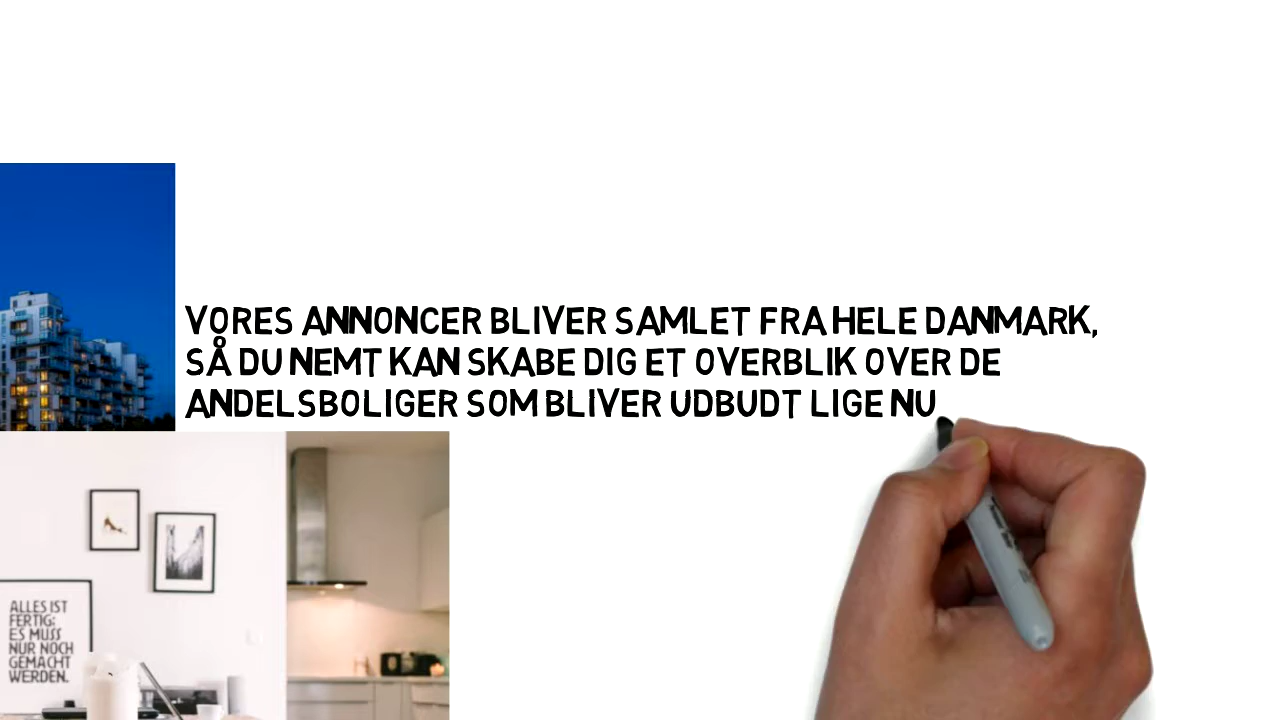 VORES ANNONCER BLIVER SAMLET FRA HELE DANMARK,
SÅ DU NEMT KAN SKABE DIG ET OVERBLIK OVER DE
ANDELSBOLIGER SOM BLIVER UDBUDT LIGE NU
ALLES IST
FERTIG;
ES MUSS
NUR NOCH
GEMACHT
WERDEN.